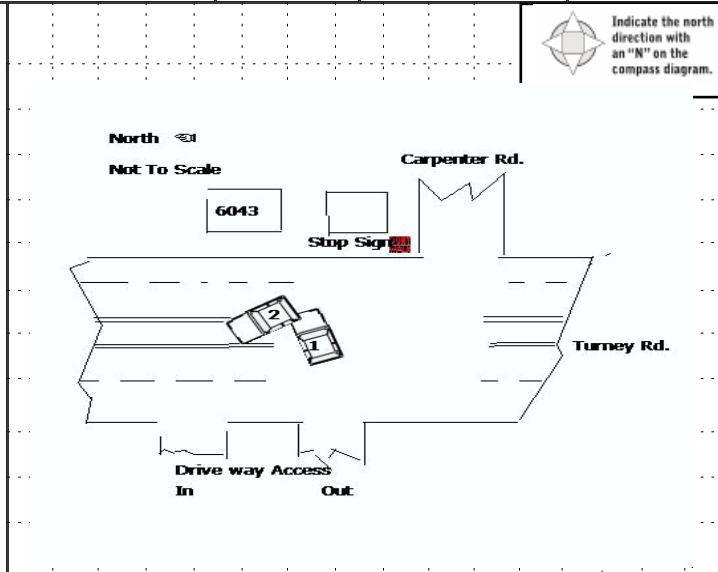 Indicate the north
direction with
an “N” on the
compass diagram.
North
Not To Scale
Carpenter Rd.
6043
Stop Sign
2
1
Turney Rd.
Drive way Access
In Out